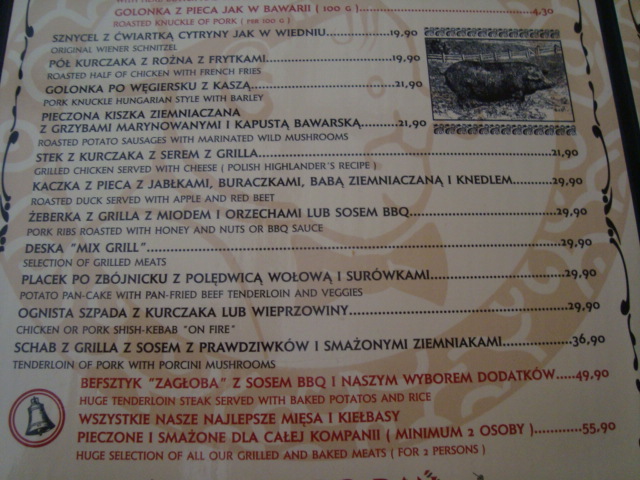 GOLONKA Z PIECA JAK W BAWARII ( 100 G )........4,30
ROASTED KNUCKLE OF PORK ( PER 100 G )
SZNYCEL Z ĆWIARTKĄ CYTRYNY JAK W WIEDNIU........19,90
ORIGINAL WIENER SCHNITZEL
PÓŁ KURCZAKA Z ROŻNA Z FRYTKAMI........19,90
ROASTED HALF OF CHICKEN WITH FRENCH FRIES
GOLONKA PO WĘGIERSKU Z KASZĄ........21,90
PORK KNUCKLE HUNGARIAN STYLE WITH BARLEY
PIECZONA KISZKA ZIEMNIACZANA
Z GRZYBAMI MARYNOWANYMI I KAPUSTĄ BAWARSKĄ........21,90
ROASTED POTATO SAUSAGES WITH MARINATED WILD MUSHROOMS
STEK Z KURCZAKA Z SEREM Z GRILLA........21,90
GRILLED CHICKEN SERVED WITH CHEESE ( POLISH HIGHLANDER'S RECIPE )
KACZKA Z PIECA Z JABŁKAMI, BURACZKAMI, BABĄ ZIEMNIACZANĄ I KNEDLEM........29,90
ROASTED DUCK SERVED WITH APPLE AND RED BEET
ŻEBERKA Z GRILLA Z MIODEM I ORZECHAMI LUB SOSEM BBQ........29,90
PORK RIBS ROASTED WITH HONEY AND NUTS OR BBQ SAUCE
DESKA "MIX GRILL"........29,90
SELECTION OF GRILLED MEATS
PLACEK PO ZBÓJNICKU Z POLĘDWICĄ WOŁOWĄ I SURÓWKAMI........29,90
POTATO PAN-CAKE WITH PAN-FRIED BEEF TENDERLOIN AND VEGGIES
OGNISTA SZPADA Z KURCZAKA LUB WIEPRZOWINY........29,90
CHICKEN OR PORK SHISH-KEBAB "ON FIRE"
SCHAB Z GRILLA Z SOSEM Z PRAWDZIWKÓW I SMAŻONYMI ZIEMNIAKAMI........36,90
TENDERLOIN OF PORK WITH PORCINI MUSHROOMS
BEFSZTYK "ZAGŁOBA" Z SOSEM BBQ I NASZYM WYBOREM DODATKÓW.....49,90
HUGE TENDERLOIN STEAK SERVED WITH BAKED POTATOS AND RICE
WSZYSTKIE NASZE NAJLEPSZE MIĘSA I KIEŁBASY
PIECZONE I SMAŻONE DLA CAŁEJ KOMPANII ( MINIMUM 2 OSOBY )........55,90
HUGE SELECTION OF ALL OUR GRILLED AND BAKED MEATS ( FOR 2 PERSONS )